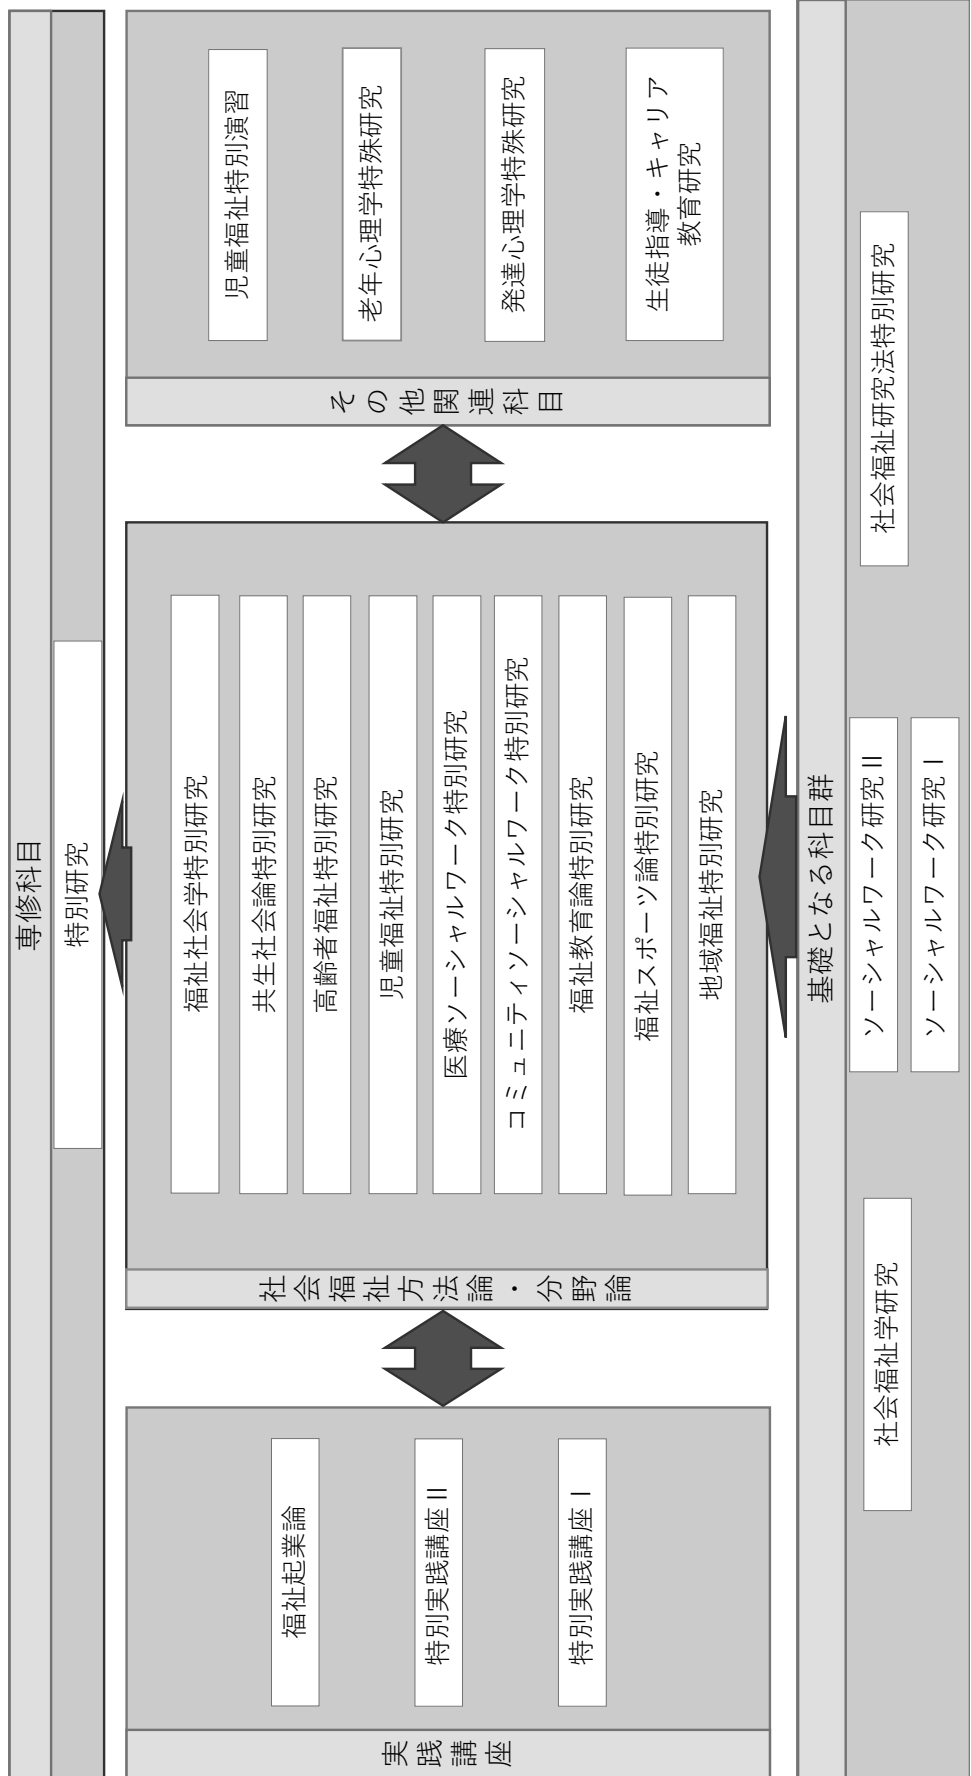 専修科目
特別研究
実践講座
福祉起業論
特別実践講座Ⅱ
特別実践講座Ⅰ
社会福祉方法論・分野論
福祉社会学特別研究
共生社会論特別研究
高齢者福祉特別研究
児童福祉特別研究
医療ソーシャルワーク特別研究
コミュニティソーシャルワーク特別研究
福祉教育論特別研究
福祉スポーツ論特別研究
地域福祉特別研究
その他関連科目
児童福祉特別演習
老年心理学特殊研究
発達心理学特殊研究
生徒指導・キャリア
教育研究
基礎となる科目群
社会福祉学研究
ソーシャルワーク研究Ⅱ
ソーシャルワーク研究Ⅰ
社会福祉研究法特別研究